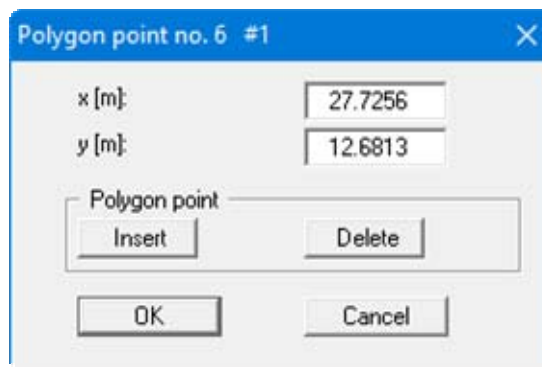 Polygon point no. 6 #1
x [m]: 27.7256
y [m]: 12.6813
Polygon point
Insert Delete
OK Cancel